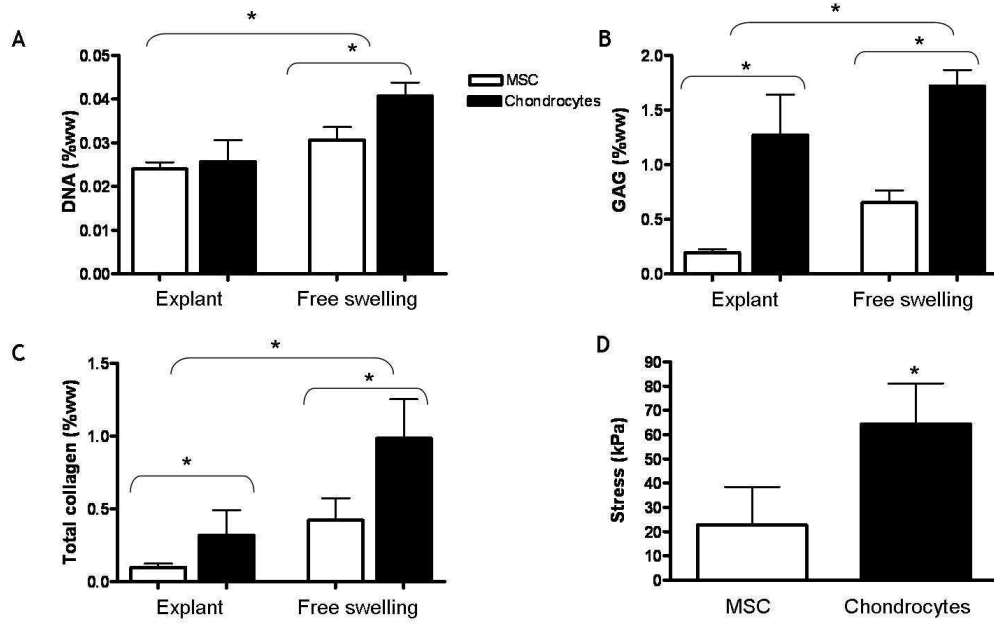 A
*
*
DNA (%ww)
0.05
0.04
0.03
0.02
0.01
0.00
Explant
Free swelling
MSC
Chondrocytes
B
*
*
*
GAG (%ww)
2.0
1.5
1.0
0.5
0.0
Explant
Free swelling
C
*
*
*
Total collagen (%ww)
1.5
1.0
0.5
0.0
Explant
Free swelling
D
*
Stress (kPa)
90
80
70
60
50
40
30
20
10
0
MSC
Chondrocytes